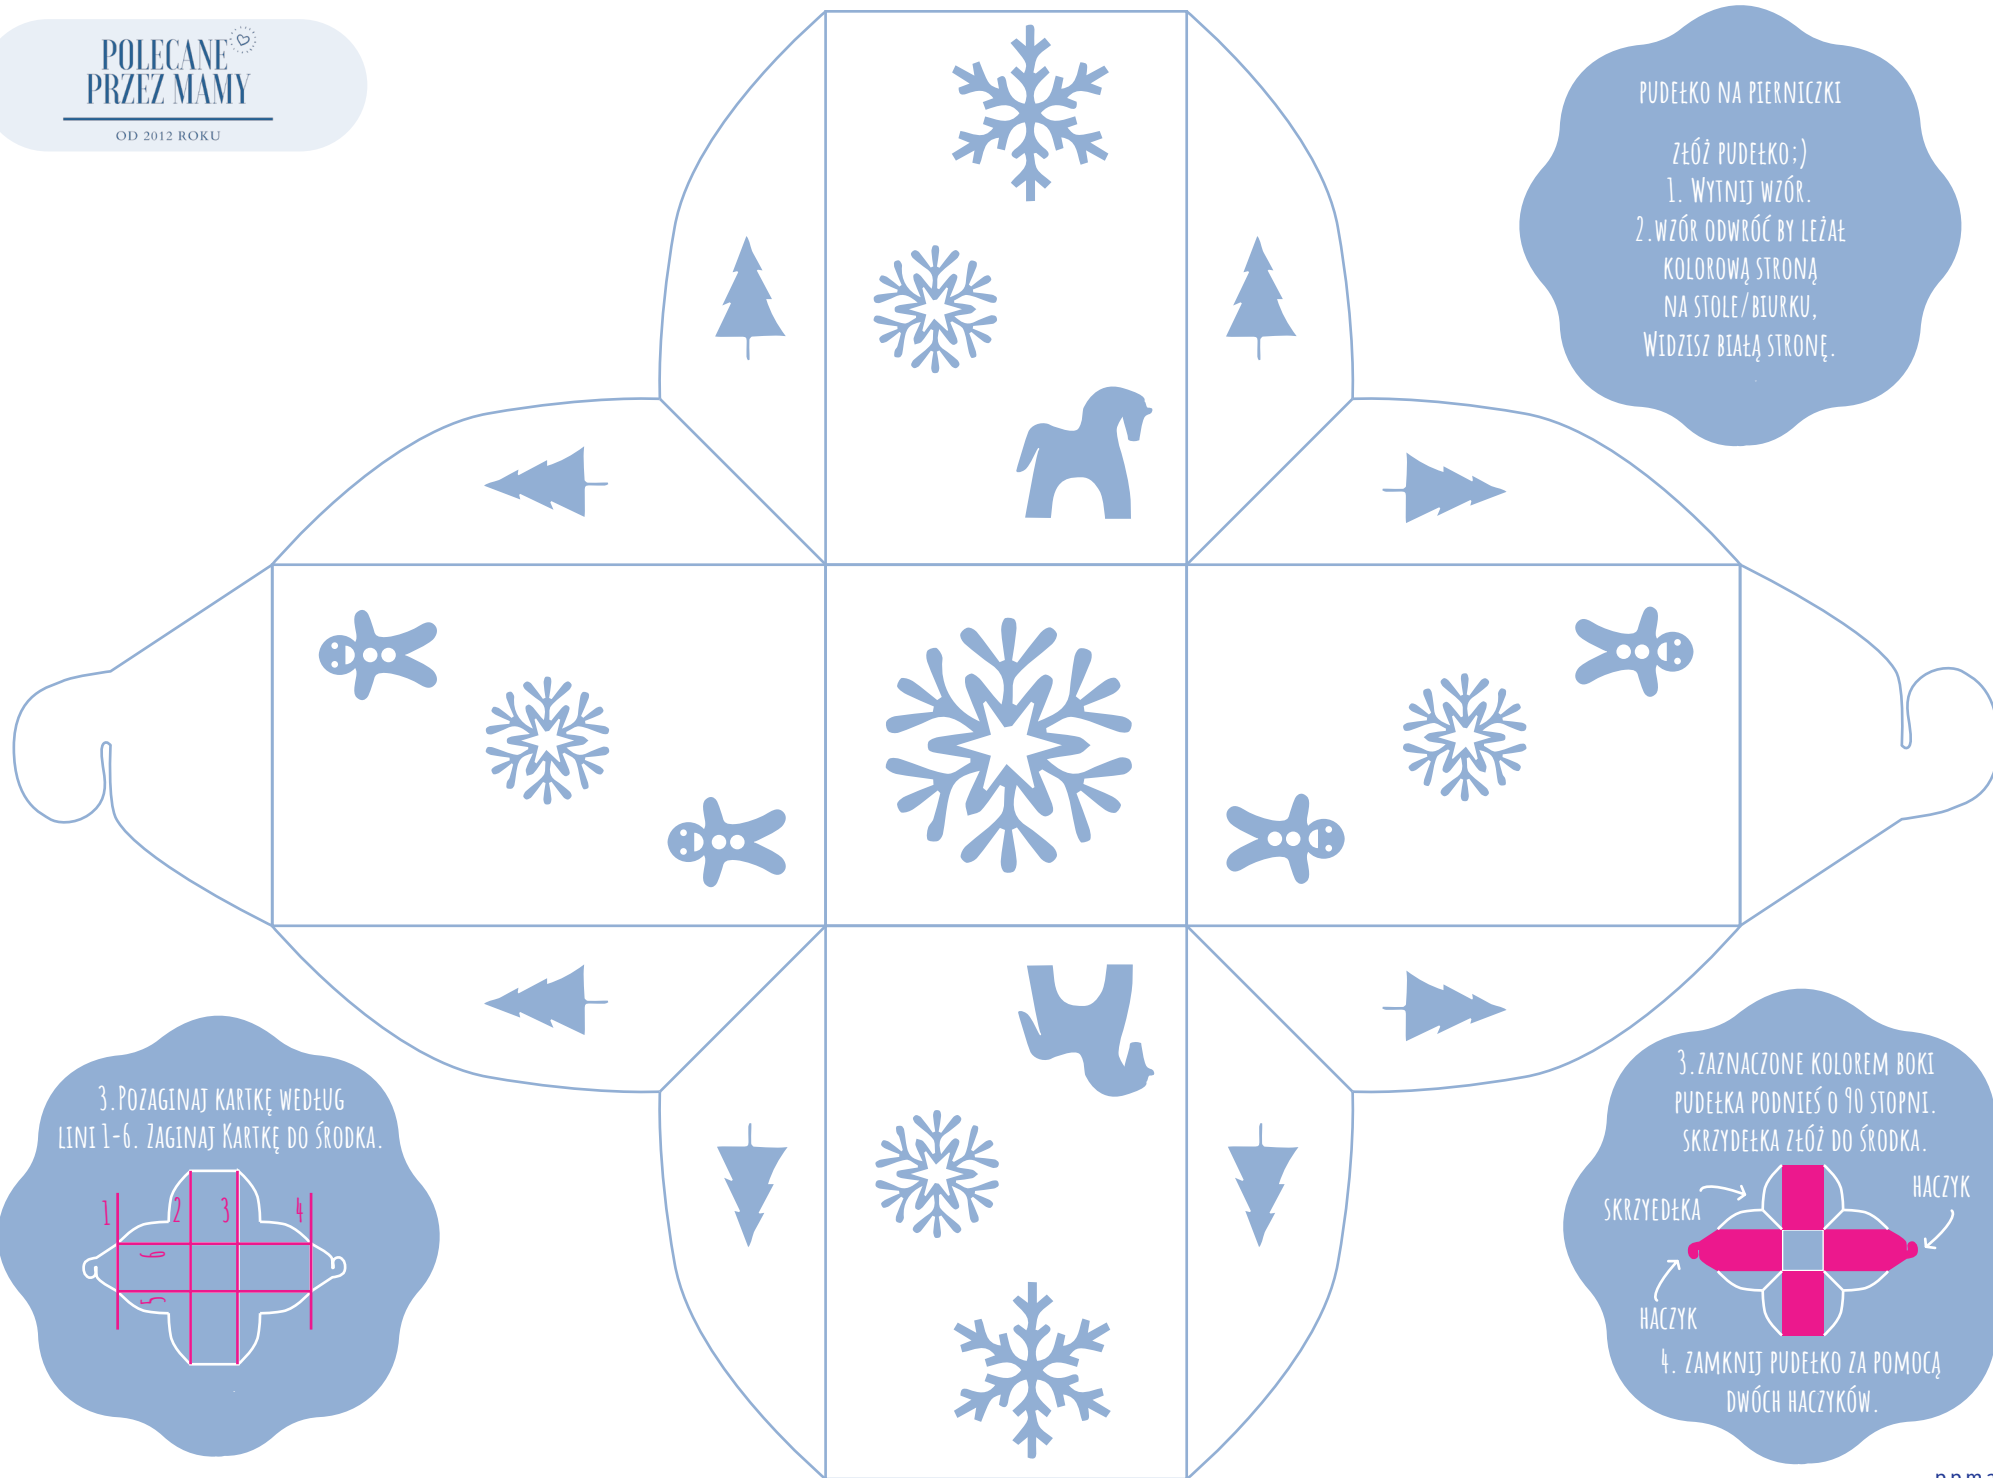 POLECANE
PRZEZ MAMY
OD 2012 ROKU
PUDEŁKO NA PIERNICZKI
ZŁÓŻ PUDEŁKO;)
1. WYTNIJ WZÓR.
2.WZÓR ODWRÓĆ BY LEŻAŁ
KOLOROWĄ STRONĄ
NA STOLE/BIURKU,
WIDZISZ BIAŁĄ STRONĘ.
3.POZAGINAJ KARTKĘ WEDŁUG
LINI 1-6. ZAGINAJ KARTKĘ DO ŚRODKA.
1
2
3
4
6
5
3.ZAZNACZONE KOLOREM BOKI
PUDEŁKA PODNIEŚ O 90 STOPNI.
SKRZYDEŁKA ZŁÓŻ DO ŚRODKA.
HACZYK
SKRZYEDŁKA
HACZYK
4. ZAMKNIJ PUDEŁKO ZA POMOCĄ
DWÓCH HACZYKÓW.